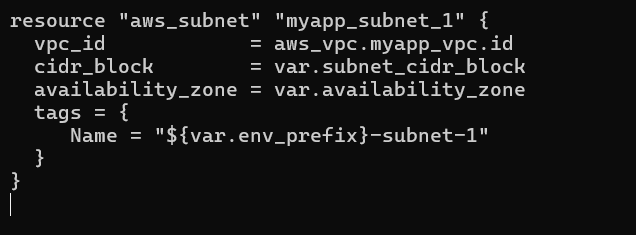 resource "aws_subnet" "myapp_subnet_1" {
  vpc_id            = aws_vpc.myapp_vpc.id
  cidr_block        = var.subnet_cidr_block
  availability_zone = var.availability_zone
  tags = {
     Name = "${var.env_prefix}-subnet-1"
  }
}